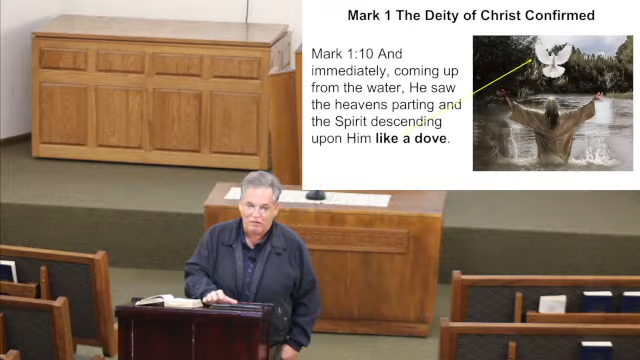 Mark 1 The Deity of Christ Confirmed
Mark 1:10 And
immediately, coming up
from the water, He saw
the heavens parting and
the Spirit descending
upon Him like a dove.